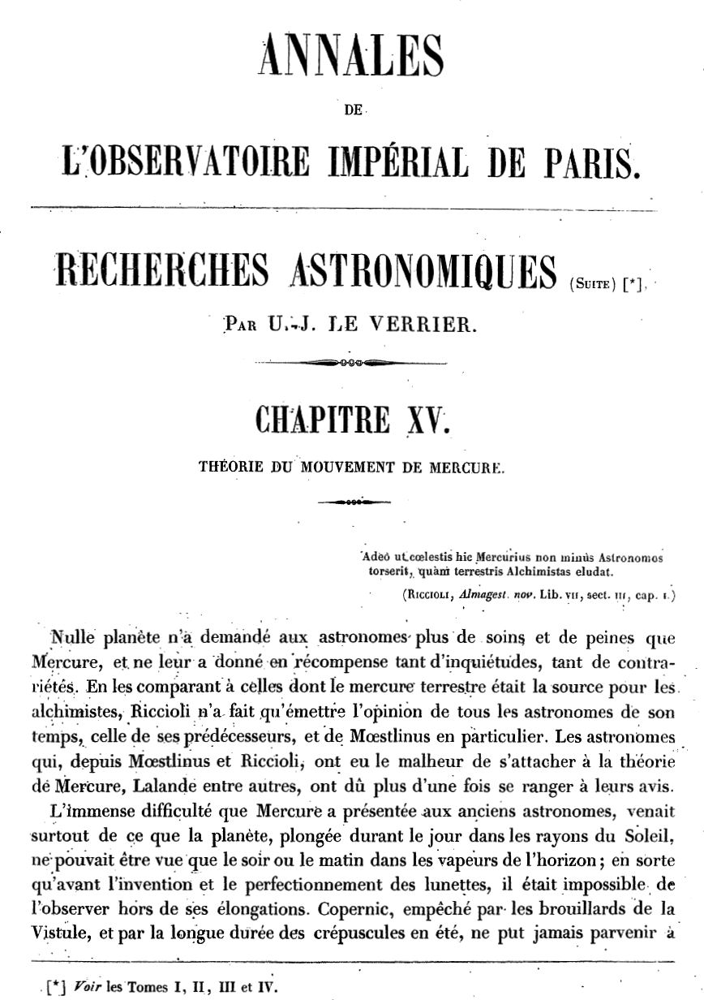 ANNALES
DE
L'OBSERVATOIRE IMPÉRIAL DE PARIS.
RECHERCHES ASTRONOMIQUES (SUITE) [*],
PAR U.-J. LE VERRIER.
CHAPITRE XV.
THÉORIE DU MOUVEMENT DE MERCURE.
Adeò ut cœlestis hic Mercurius non minùs Astronomos
torserit, quàm terrestris Alchimistas eludat.
(RICCIOLI, Almagest. nov. Lib. VII, sect. III, cap. I.)
Nulle planète n'a demandé aux astronomes plus de soins et de peines que
Mercure, et ne leur a donné en récompense tant d'inquiétudes, tant de contra-
riétés. En les comparant à celles dont le mercure terrestre était la source pour les
alchimistes, Riccioli n'a fait qu'émettre l'opinion de tous les astronomes de son
temps, celle de ses prédécesseurs, et de Mœstlinus en particulier. Les astronomes
qui, depuis Mœstlinus et Riccioli, ont eu le malheur de s'attacher à la théorie
de Mercure, Lalande entre autres, ont dû plus d'une fois se ranger à leurs avis.
L'immense difficulté que Mercure a présentée aux anciens astronomes, venait
surtout de ce que la planète, plongée durant le jour dans les rayons du Soleil,
ne pouvait être vue que le soir ou le matin dans les vapeurs de l'horizon; en sorte
qu'avant l'invention et le perfectionnement des lunettes, il était impossible de
l'observer hors de ses élongations. Copernic, empêché par les brouillards de la
Vistule, et par la longue durée des crépuscules en été, ne put jamais parvenir à
[*] Voir les Tomes I, II, III et IV.